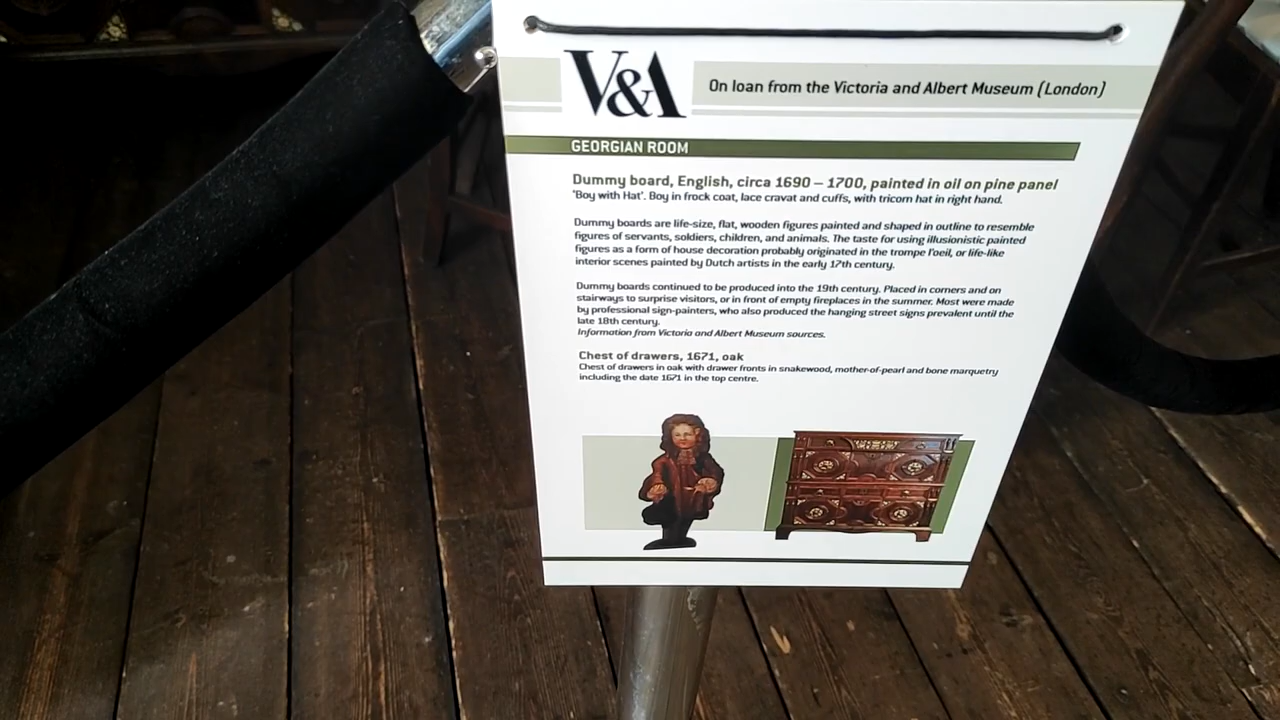 V&A
On loan from the Victoria and Albert Museum (London)
GEORGIAN ROOM
Dummy board, English, circa 1690 – 1700, painted in oil on pine panel
'Boy with Hat'. Boy in frock coat, lace cravat and cuffs, with tricorn hat in right hand.
Dummy boards are life-size, flat, wooden figures painted and shaped in outline to resemble
figures of servants, soldiers, children, and animals. The taste for using illusionistic painted
figures as a form of house decoration probably originated in the trompe l'oeil, or life-like
interior scenes painted by Dutch artists in the early 17th century.
Dummy boards continued to be produced into the 19th century. Placed in corners and on
stairways to surprise visitors, or in front of empty fireplaces in the summer. Most were made
by professional sign-painters, who also produced the hanging street signs prevalent until the
late 18th century.
Information from Victoria and Albert Museum sources.
Chest of drawers, 1671, oak
Chest of drawers in oak with drawer fronts in snakewood, mother-of-pearl and bone marquetry
including the date 1671 in the top centre.